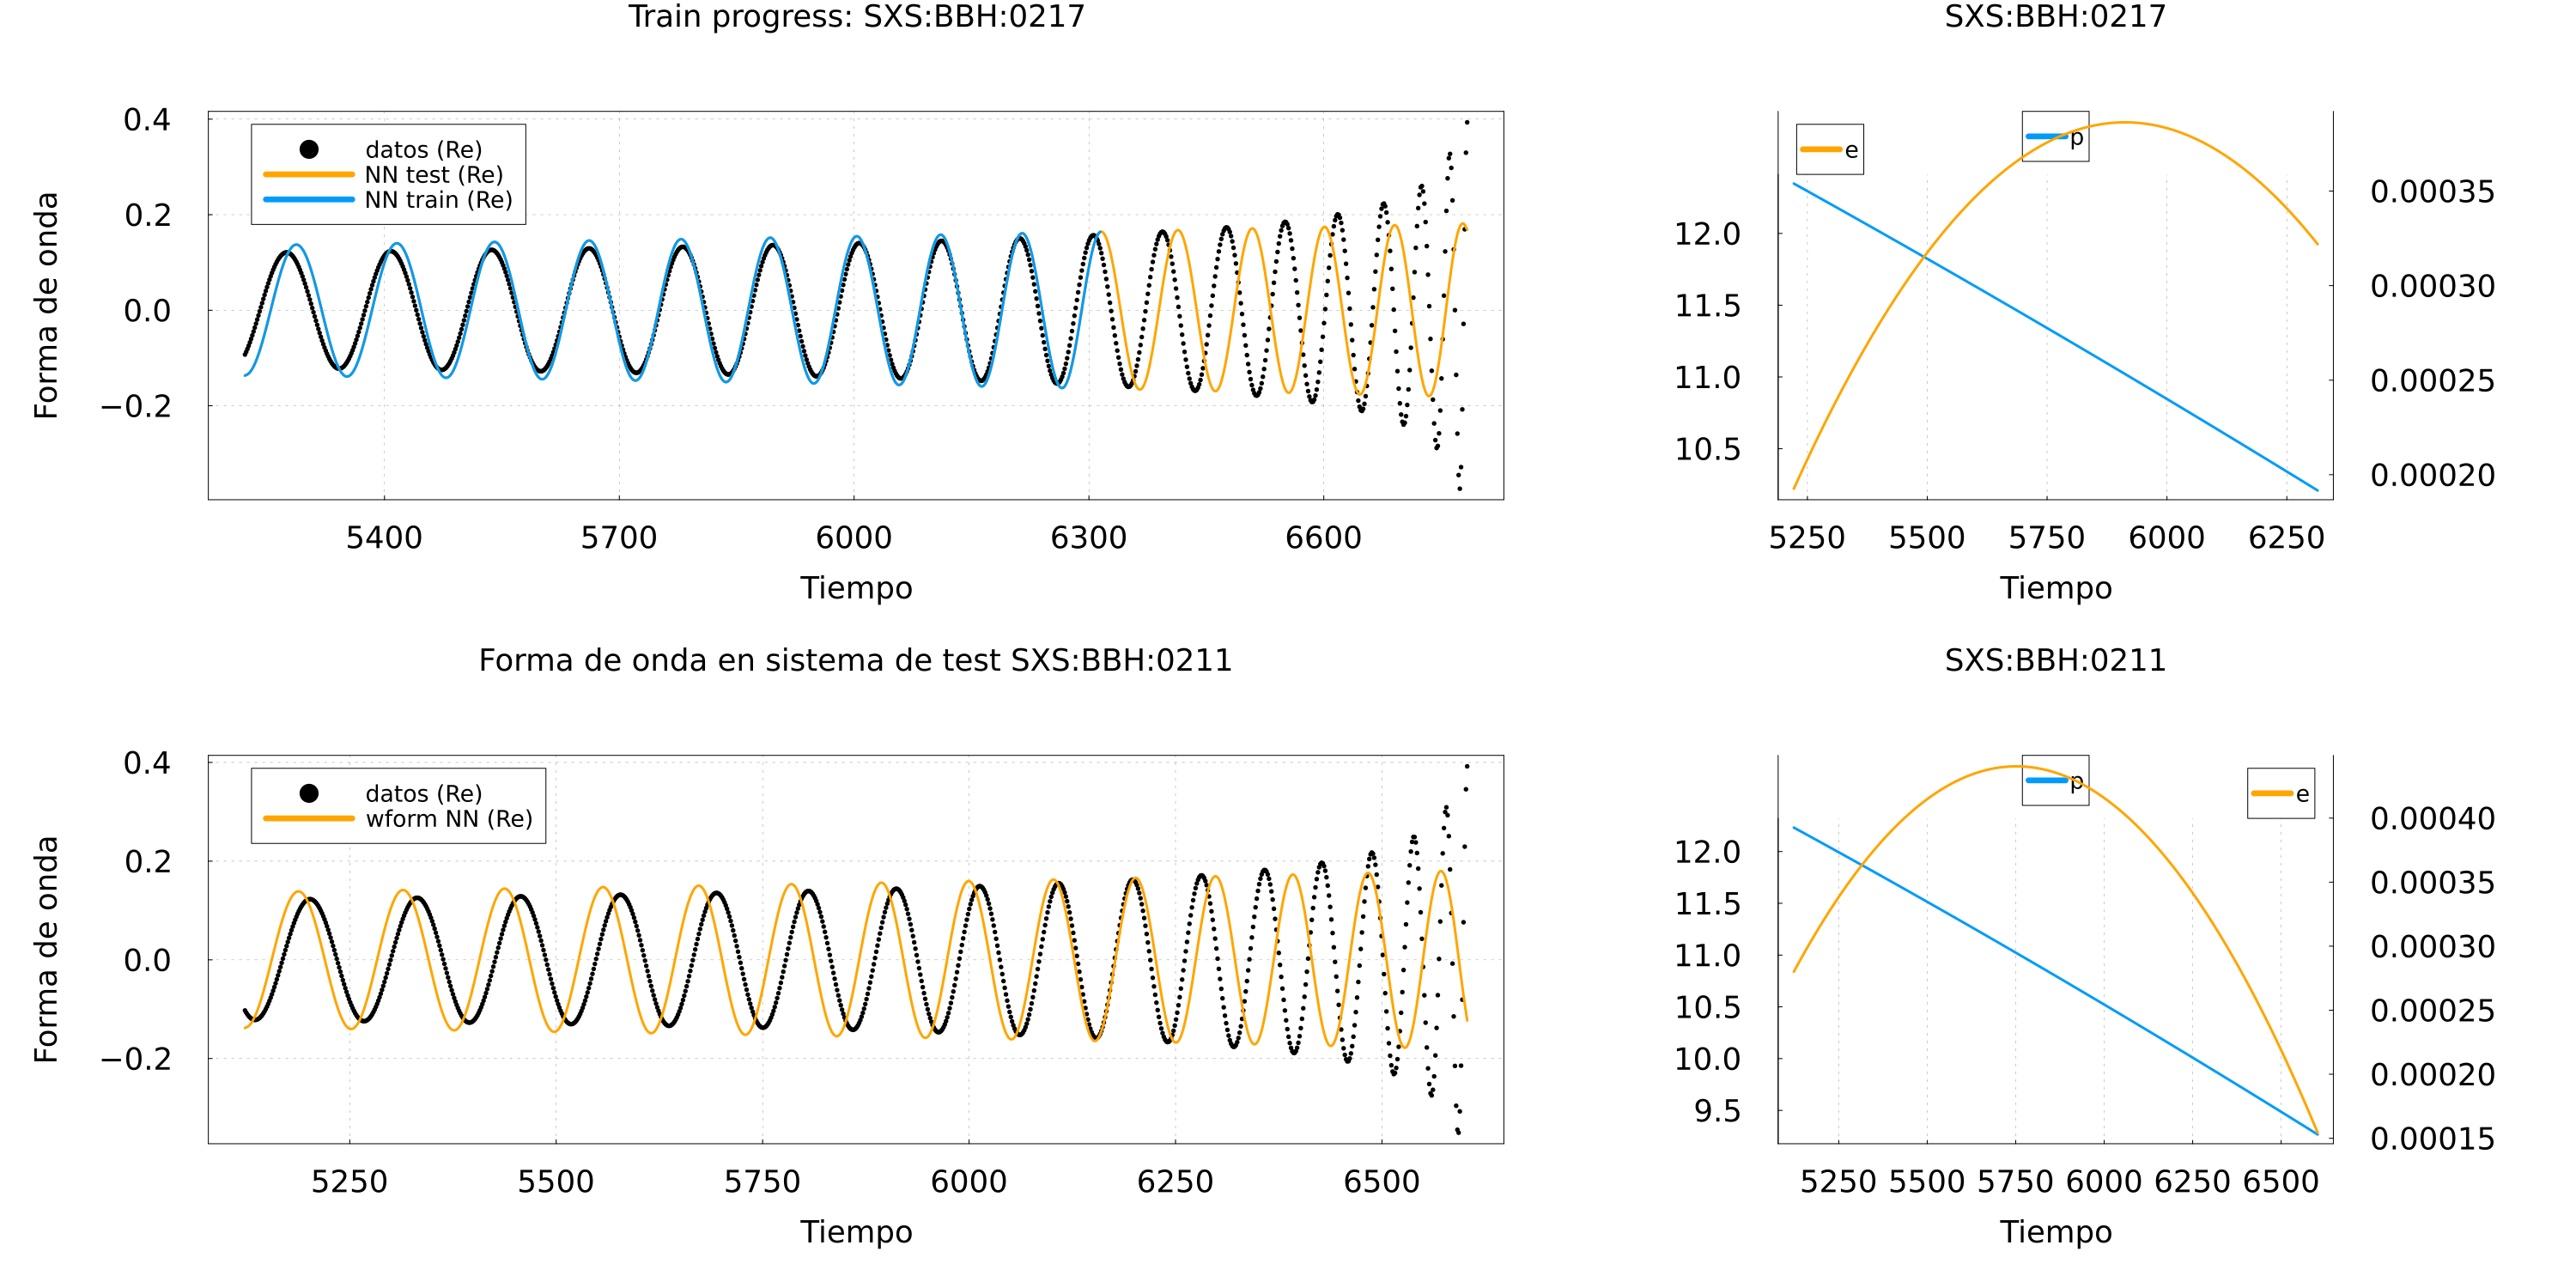 Train progress: SXS:BBH:0217
Forma de onda
0.4
0.2
0.0
−0.2
datos (Re)
NN test (Re)
NN train (Re)
5400 5700 6000 6300 6600
Tiempo
SXS:BBH:0217
12.0
11.5
11.0
10.5
e
p
0.00035
0.00030
0.00025
0.00020
5250 5500 5750 6000 6250
Tiempo
Forma de onda en sistema de test SXS:BBH:0211
Forma de onda
0.4
0.2
0.0
−0.2
datos (Re)
wform NN (Re)
5250 5500 5750 6000 6250 6500
Tiempo
SXS:BBH:0211
12.0
11.5
11.0
10.5
10.0
9.5
p
e
0.00040
0.00035
0.00030
0.00025
0.00020
0.00015
5250 5500 5750 6000 6250 6500
Tiempo